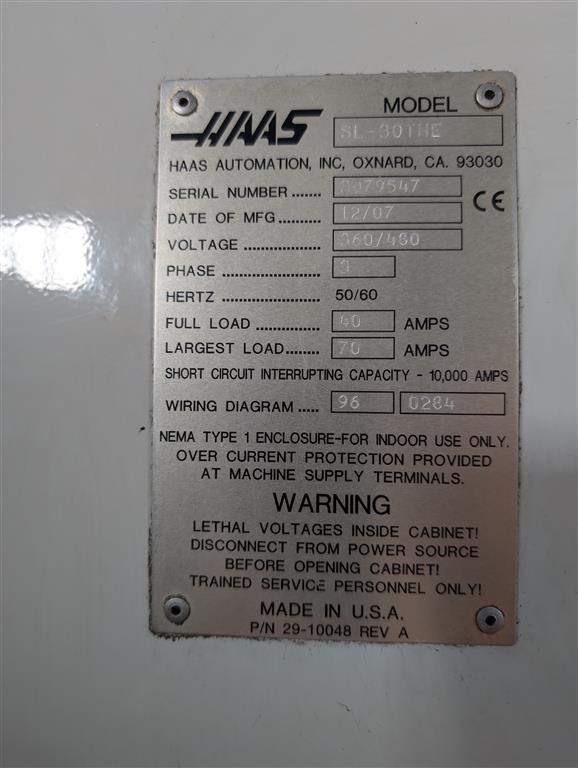 HAAS
MODEL
SL-30THE
HAAS AUTOMATION, INC, OXNARD, CA. 93030
SERIAL NUMBER ....... 3079547
CE
DATE OF MFG .......... 12/07
VOLTAGE .................. 360/480
PHASE ...................... 3
HERTZ ....................... 50/60
FULL LOAD ............... 40 AMPS
LARGEST LOAD........ 70 AMPS
SHORT CIRCUIT INTERRUPTING CAPACITY - 10,000 AMPS
WIRING DIAGRAM ..... 96 0284
NEMA TYPE 1 ENCLOSURE-FOR INDOOR USE ONLY.
OVER CURRENT PROTECTION PROVIDED
AT MACHINE SUPPLY TERMINALS.
WARNING
LETHAL VOLTAGES INSIDE CABINET!
DISCONNECT FROM POWER SOURCE
BEFORE OPENING CABINET!
TRAINED SERVICE PERSONNEL ONLY!
MADE IN U.S.A.
P/N 29-10048 REV A